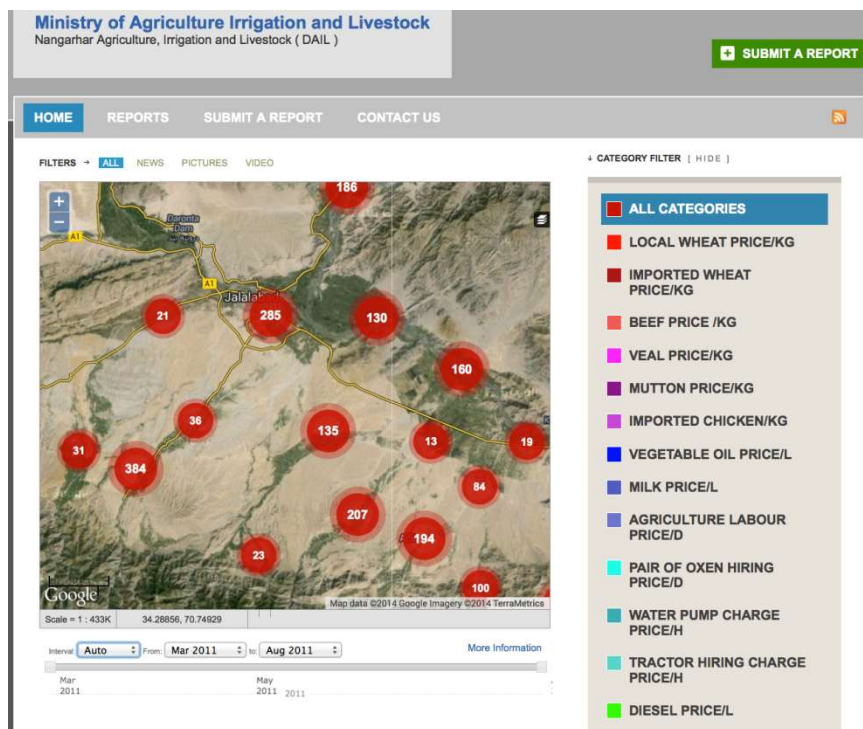 Ministry of Agriculture Irrigation and Livestock
Nangarhar Agriculture, Irrigation and Livestock ( DAIL )
SUBMIT A REPORT
HOME REPORTS SUBMIT A REPORT CONTACT US
FILTERS → ALL NEWS PICTURES VIDEO
186
Daronta
Dam
A1
A1
Jalalabad
21
285
130
160
36
135
13
19
31
384
84
207
194
23
100
Google
Map data ©2014 Google Imagery ©2014 TerraMetrics
Scale = 1 : 433K 34.28856, 70.74929
Interval: Auto From: Mar 2011 to: Aug 2011 More Information
Mar
2011
May
2011 2011
↓ CATEGORY FILTER [ HIDE ]
ALL CATEGORIES
LOCAL WHEAT PRICE/KG
IMPORTED WHEAT
PRICE/KG
BEEF PRICE /KG
VEAL PRICE/KG
MUTTON PRICE/KG
IMPORTED CHICKEN/KG
VEGETABLE OIL PRICE/L
MILK PRICE/L
AGRICULTURE LABOUR
PRICE/D
PAIR OF OXEN HIRING
PRICE/D
WATER PUMP CHARGE
PRICE/H
TRACTOR HIRING CHARGE
PRICE/H
DIESEL PRICE/L